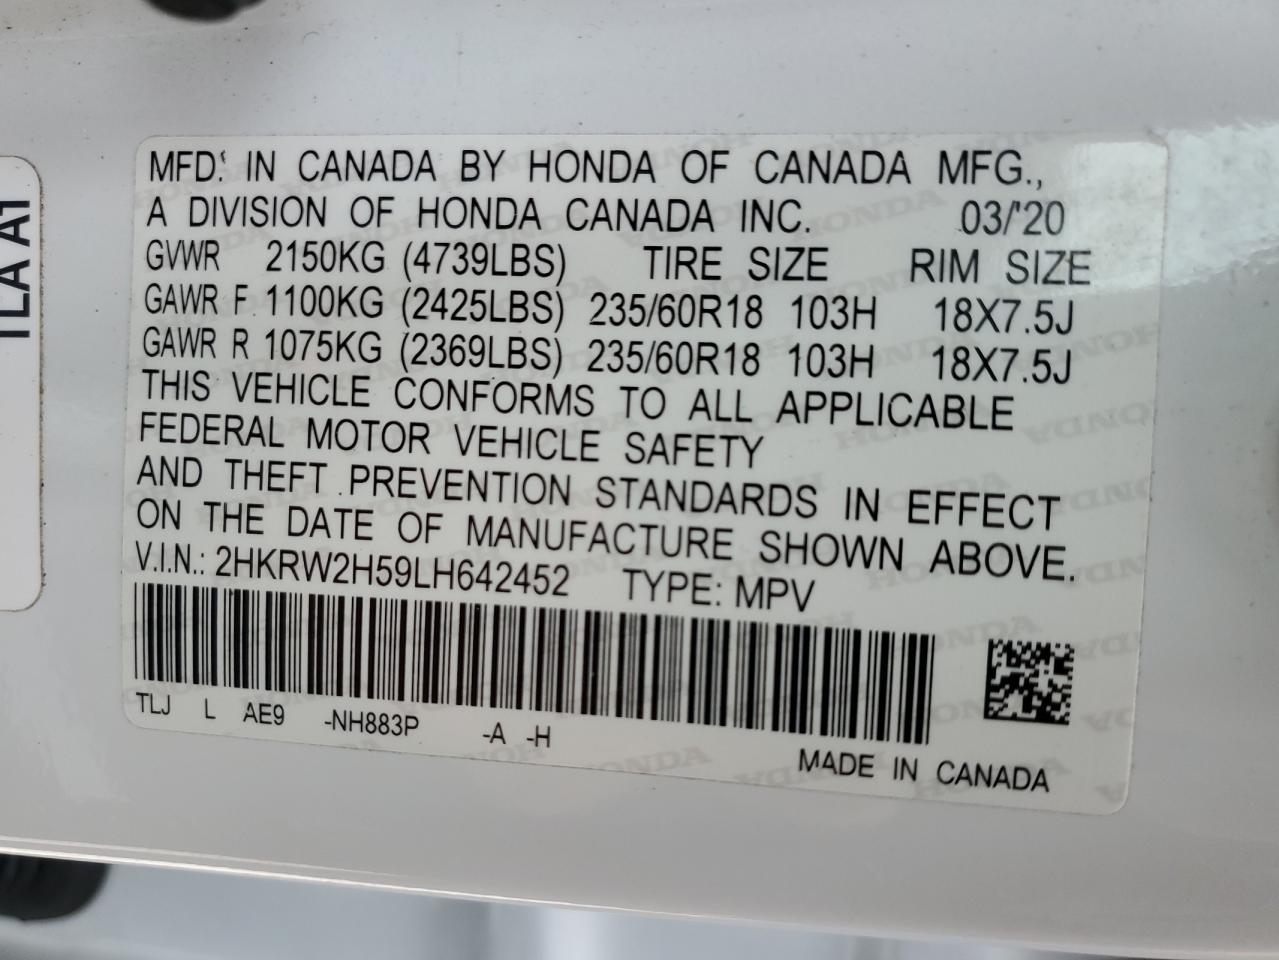 TLA A1
MFD. IN CANADA BY HONDA OF CANADA MFG.,
A DIVISION OF HONDA CANADA INC. 03/'20
GVWR 2150KG (4739LBS) TIRE SIZE RIM SIZE
GAWR F 1100KG (2425LBS) 235/60R18 103H 18X7.5J
GAWR R 1075KG (2369LBS) 235/60R18 103H 18X7.5J
THIS VEHICLE CONFORMS TO ALL APPLICABLE
FEDERAL MOTOR VEHICLE SAFETY
AND THEFT PREVENTION STANDARDS IN EFFECT
ON THE DATE OF MANUFACTURE SHOWN ABOVE.
V.I.N.: 2HKRW2H59LH642452 TYPE: MPV
TLJ L AE9 -NH883P -A -H
MADE IN CANADA